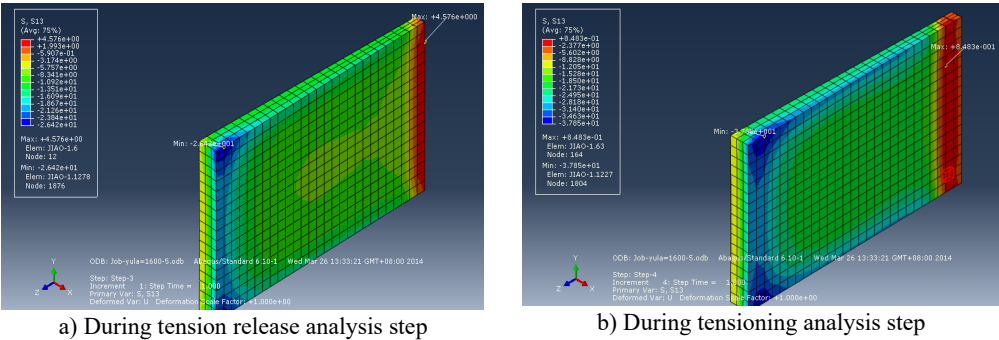 S, S13
(Avg: 75%)
+4.576e+00
+1.993e+00
-5.907e-01
-3.174e+00
-5.757e+00
-8.341e+00
-1.092e+01
-1.351e+01
-1.609e+01
-1.867e+01
-2.126e+01
-2.384e+01
-2.642e+01
Max: +4.576e+00
Elem: JIAO-1.6
Node: 12
Min: -2.642e+01
Elem: JIAO-1.1278
Node: 1876
Max: +4.576e+000
Min: -2.642e+001
Y
Z
X
ODB: Job-yula=1600-5.odb Abaqus/Standard 6.10-1 Wed Mar 26 13:33:21 GMT+08:00 2014
Step: Step-3
Increment 1: Step Time = 1.000
Primary Var: S, S13
Deformed Var: U Deformation Scale Factor: +1.000e+00
a) During tension release analysis step
S, S13
(Avg: 75%)
+8.483e-01
-2.377e+00
-5.602e+00
-8.828e+00
-1.205e+01
-1.528e+01
-1.850e+01
-2.173e+01
-2.495e+01
-2.818e+01
-3.140e+01
-3.463e+01
-3.785e+01
Max: +8.483e-01
Elem: JIAO-1.63
Node: 164
Min: -3.785e+01
Elem: JIAO-1.1227
Node: 1804
Max: +8.483e-001
Min: -3.785e+001
Y
Z
X
ODB: Job-yula=1600-5.odb Abaqus/Standard 6.10-1 Wed Mar 26 13:33:21 GMT+08:00 2014
Step: Step-4
Increment 4: Step Time = 1.000
Primary Var: S, S13
Deformed Var: U Deformation Scale Factor: +1.000e+00
b) During tensioning analysis step